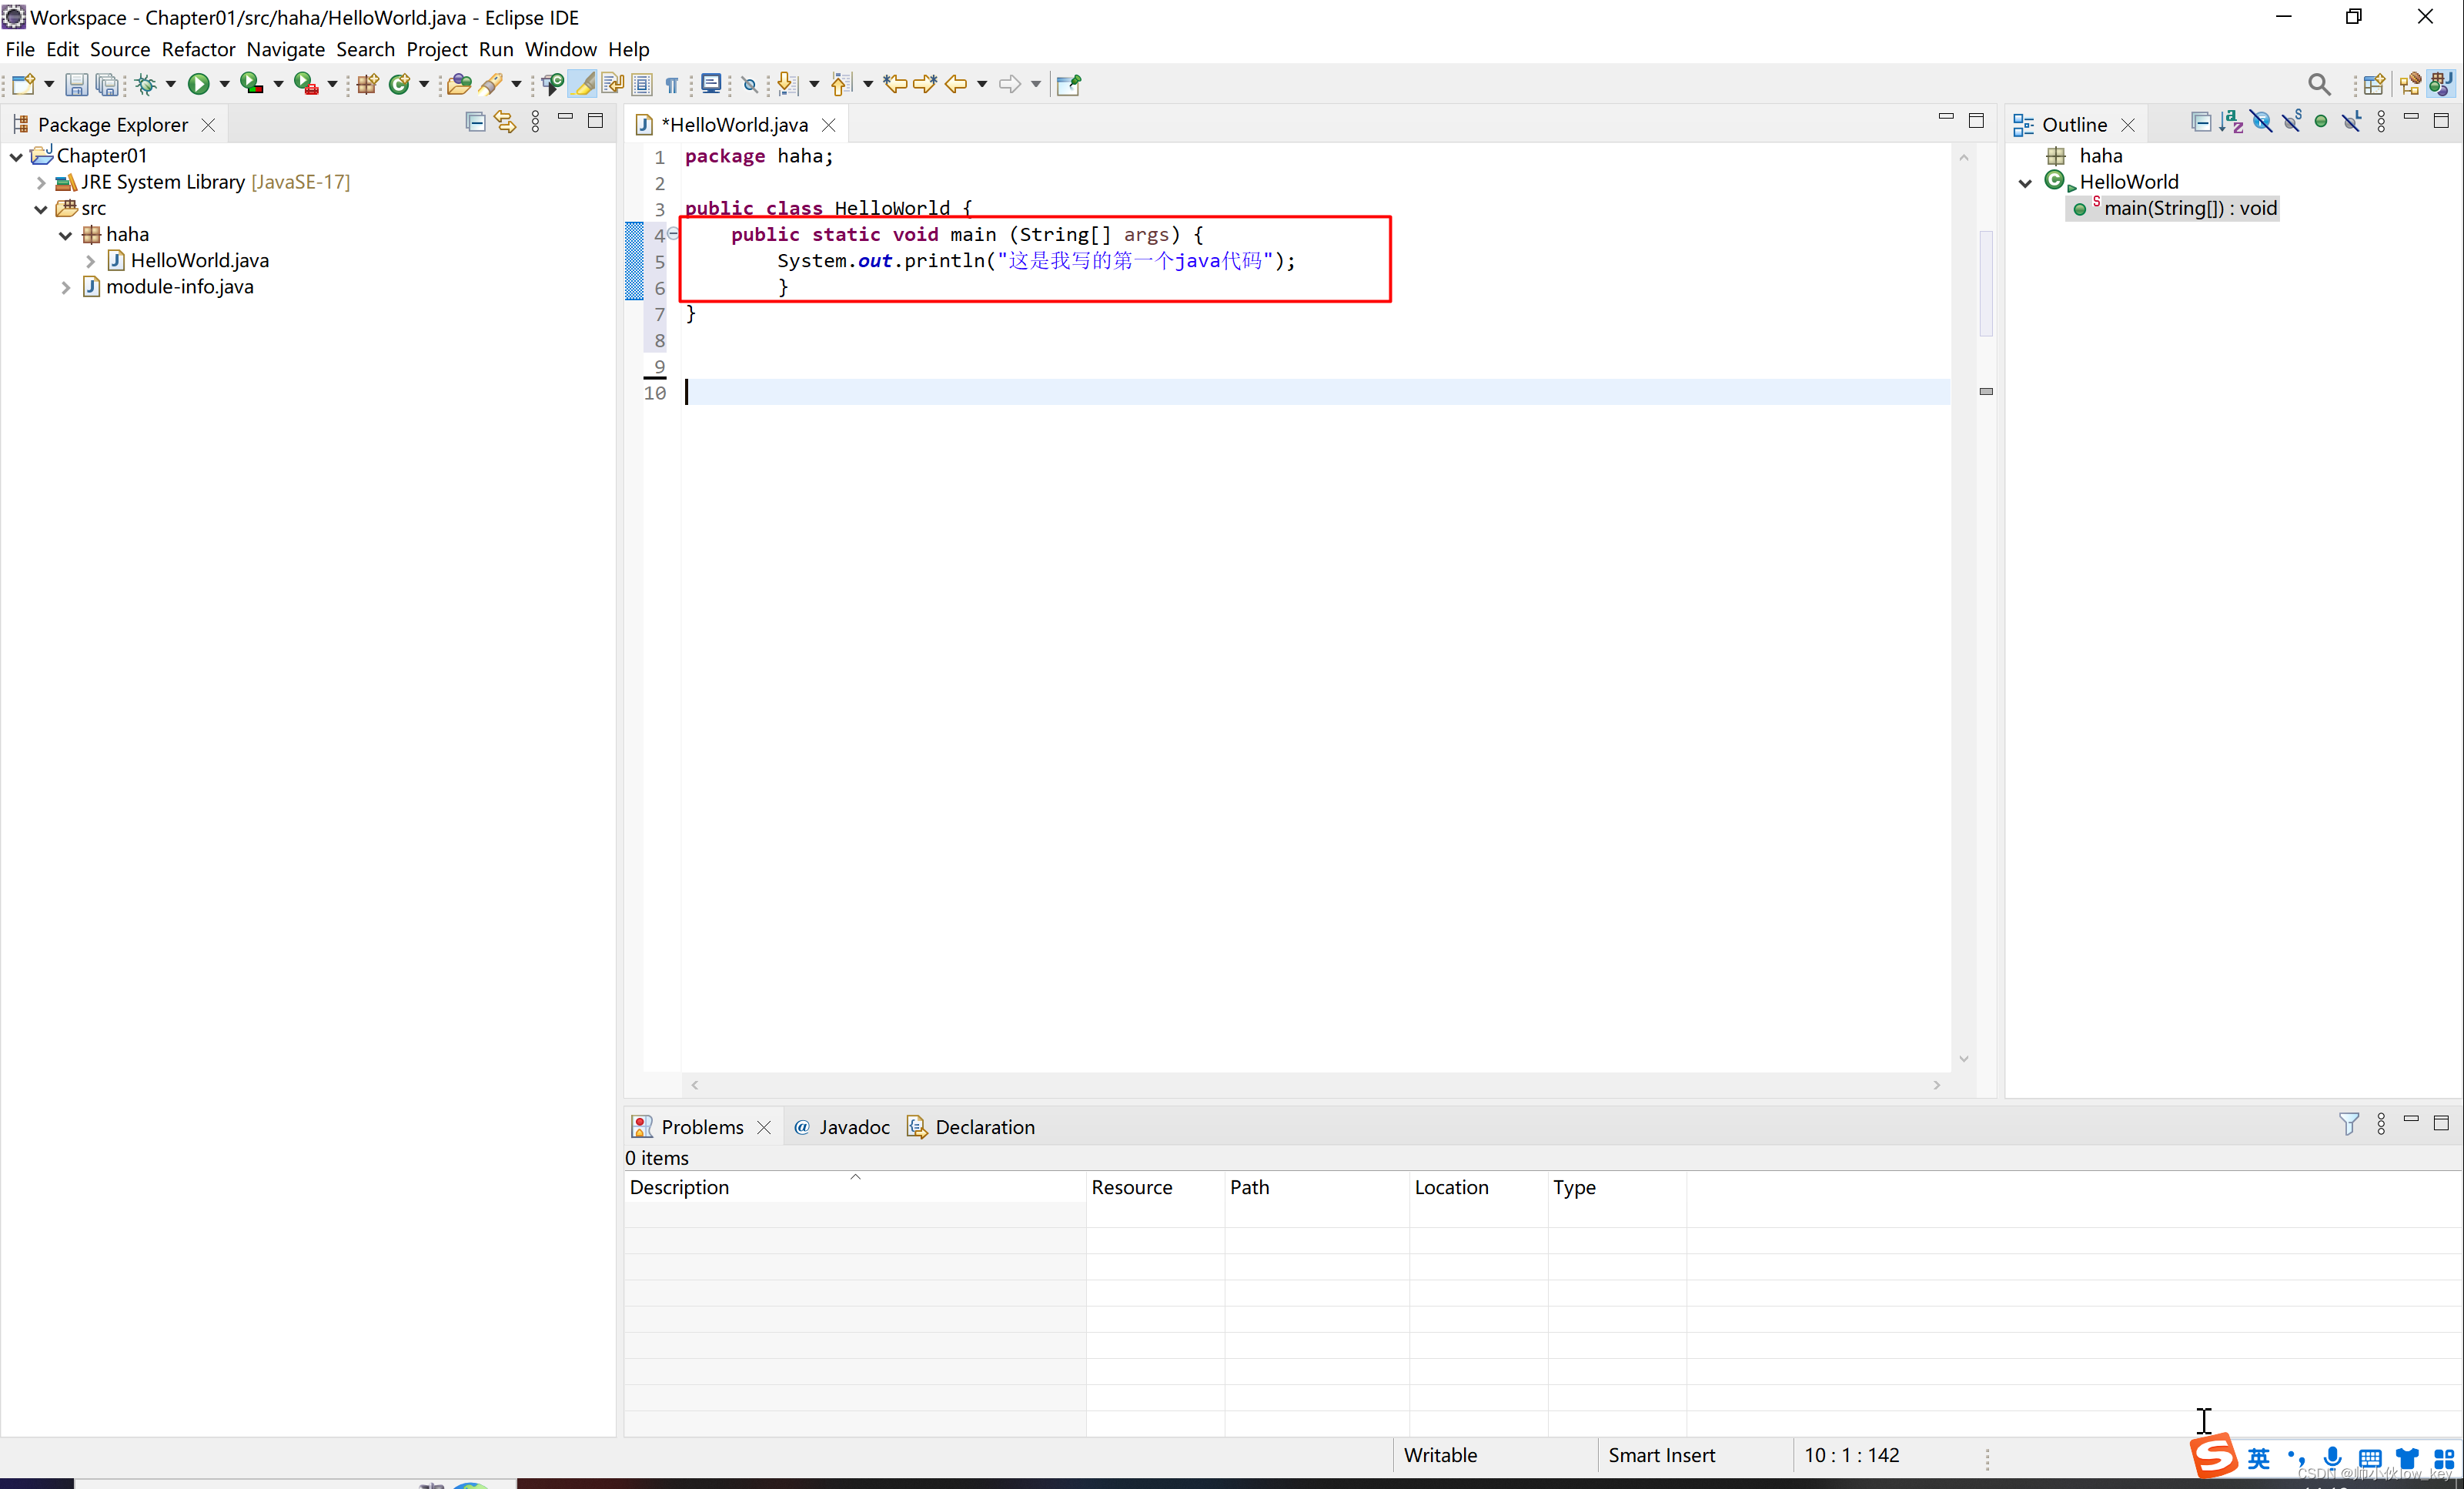 Workspace - Chapter01/src/haha/HelloWorld.java - Eclipse IDE
File Edit Source Refactor Navigate Search Project Run Window Help
Package Explorer
Chapter01
JRE System Library [JavaSE-17]
src
haha
HelloWorld.java
module-info.java
*HelloWorld.java
1 package haha;
2
3 public class HelloWorld {
4 public static void main (String[] args) {
5 System.out.println("这是我写的第一个java代码");
6 }
7 }
8
9
10
Outline
haha
HelloWorld
main(String[]) : void
Problems @ Javadoc Declaration
0 items
Description Resource Path Location Type
Writable Smart Insert 10 : 1 : 142
英